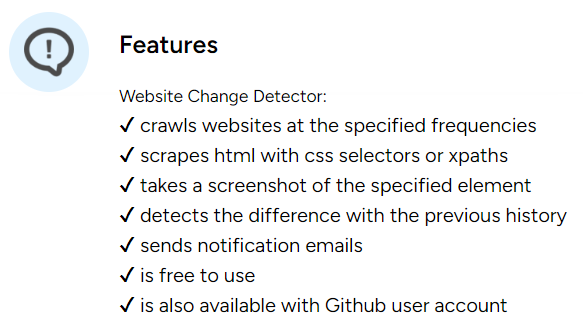 Features
Website Change Detector:
✓ crawls websites at the specified frequencies
✓ scrapes html with css selectors or xpaths
✓ takes a screenshot of the specified element
✓ detects the difference with the previous history
✓ sends notification emails
✓ is free to use
✓ is also available with Github user account